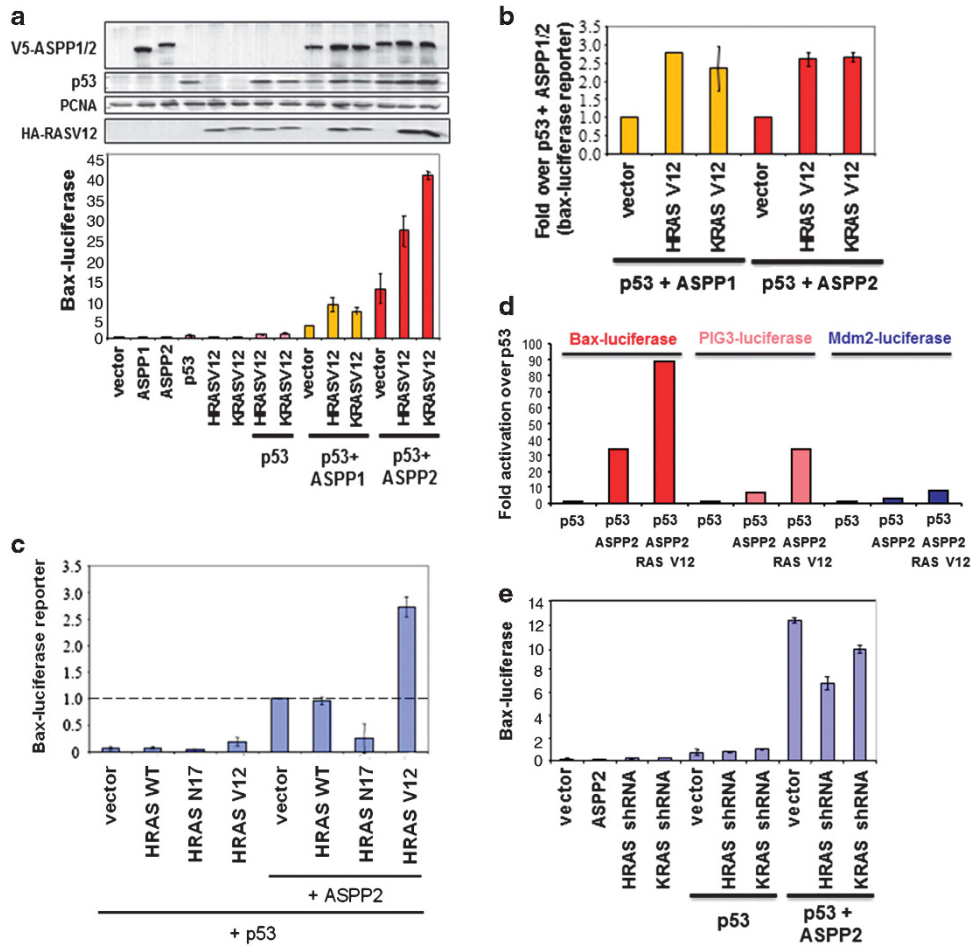 a
V5-ASPP1/2
p53
PCNA
HA-RASV12
Bax-luciferase
45
40
35
30
25
20
15
10
5
0
vector
ASPP1
ASPP2
p53
HRASV12
KRASV12
HRASV12
KRASV12
vector
HRASV12
KRASV12
vector
HRASV12
KRASV12
p53
p53+
ASPP1
p53+
ASPP2
b
Fold over p53 + ASPP1/2
(bax-luciferase reporter)
3.5
3.0
2.5
2.0
1.5
1.0
0.5
0.0
vector
HRAS V12
KRAS V12
vector
HRAS V12
KRAS V12
p53 + ASPP1
p53 + ASPP2
c
Bax-luciferase reporter
3.5
3.0
2.5
2.0
1.5
1.0
0.5
0
vector
HRAS WT
HRAS N17
HRAS V12
vector
HRAS WT
HRAS N17
HRAS V12
+ ASPP2
+ p53
d
Fold activation over p53
100
90
80
70
60
50
40
30
20
10
0
Bax-luciferase
PIG3-luciferase
Mdm2-luciferase
p53
p53
ASPP2
p53
ASPP2
RAS V12
p53
p53
ASPP2
p53
ASPP2
RAS V12
p53
p53
ASPP2
p53
ASPP2
RAS V12
e
Bax-luciferase
14
12
10
8
6
4
2
0
vector
ASPP2
HRAS shRNA
KRAS shRNA
vector
HRAS shRNA
KRAS shRNA
vector
HRAS shRNA
KRAS shRNA
p53
p53 +
ASPP2